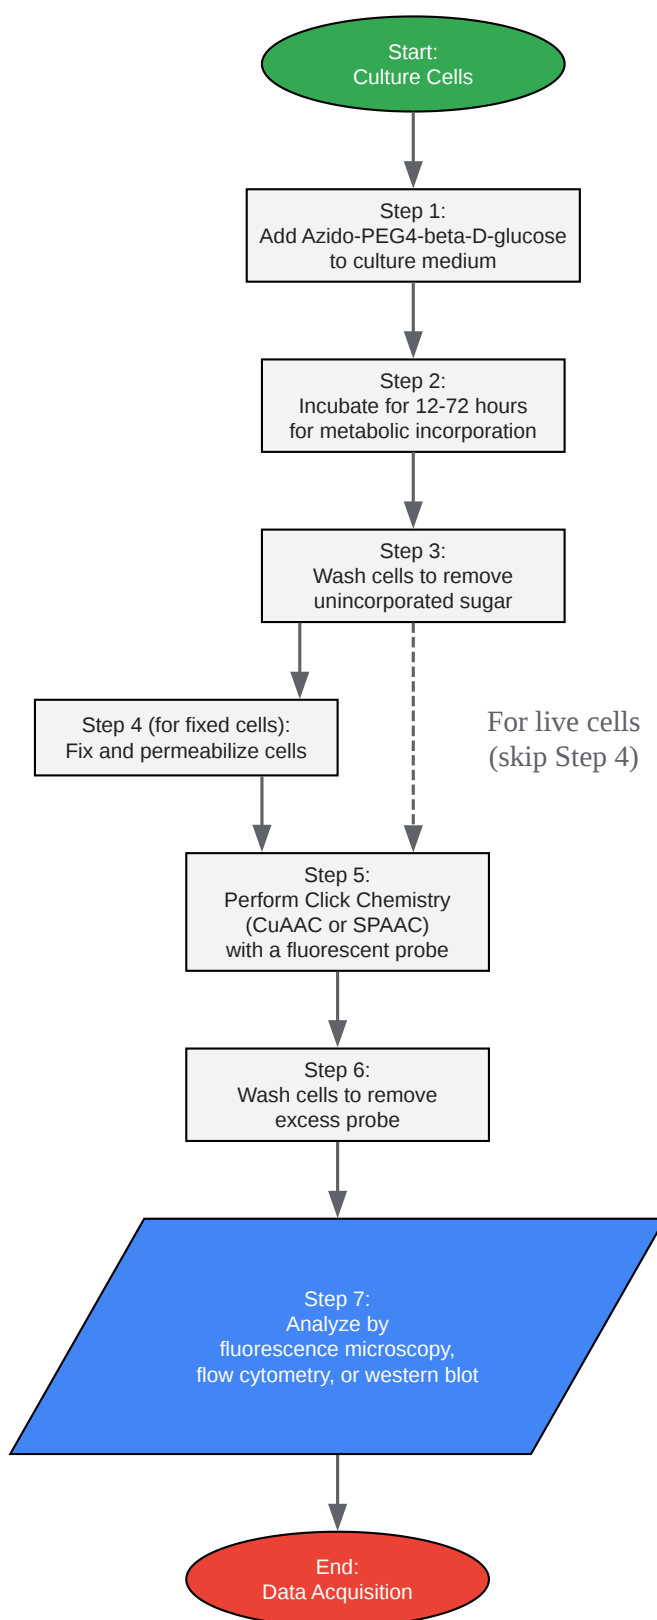 Start:
Culture Cells
Step 1:
Add Azido-PEG4-beta-D-glucose
to culture medium
Step 2:
Incubate for 12-72 hours
for metabolic incorporation
Step 3:
Wash cells to remove
unincorporated sugar
Step 4 (for fixed cells):
Fix and permeabilize cells
For live cells
(skip Step 4)
Step 5:
Perform Click Chemistry
(CuAAC or SPAAC)
with a fluorescent probe
Step 6:
Wash cells to remove
excess probe
Step 7:
Analyze by
fluorescence microscopy,
flow cytometry, or western blot
End:
Data Acquisition